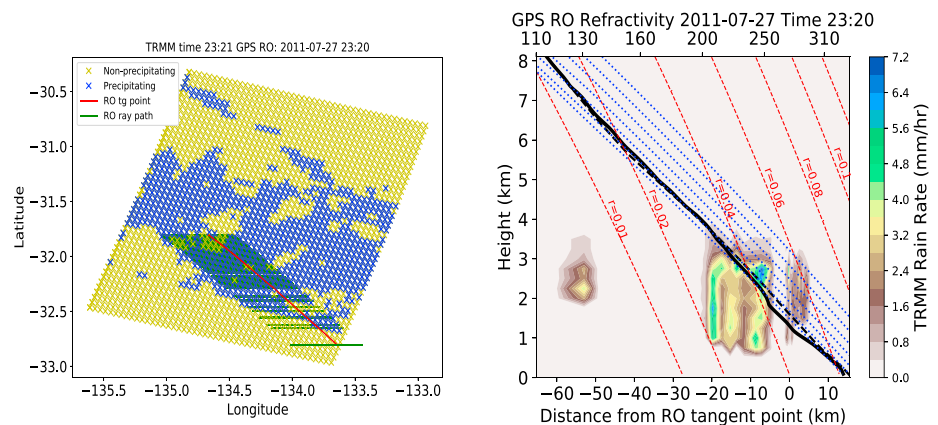 TRMM time 23:21 GPS RO: 2011-07-27 23:20
Non-precipitating
Precipitating
RO tg point
RO ray path
−30.5
−31.0
−31.5
−32.0
−32.5
−33.0
Latitude
−135.5 −135.0 −134.5 −134.0 −133.5 −133.0
Longitude
GPS RO Refractivity 2011-07-27 Time 23:20
110 142 165 187 219 250 282 310
8
7
6
5
4
3
2
1
0
Height (km)
r=0.01
r=0.02
r=0.04
r=0.06
r=0.08
−60 −50 −40 −30 −20 −10 0 10
Distance from RO tangent point (km)
7.2
6.4
5.6
4.8
4.0
3.2
2.4
1.6
0.8
0.0
TRMM Rain Rate (mm/hr)